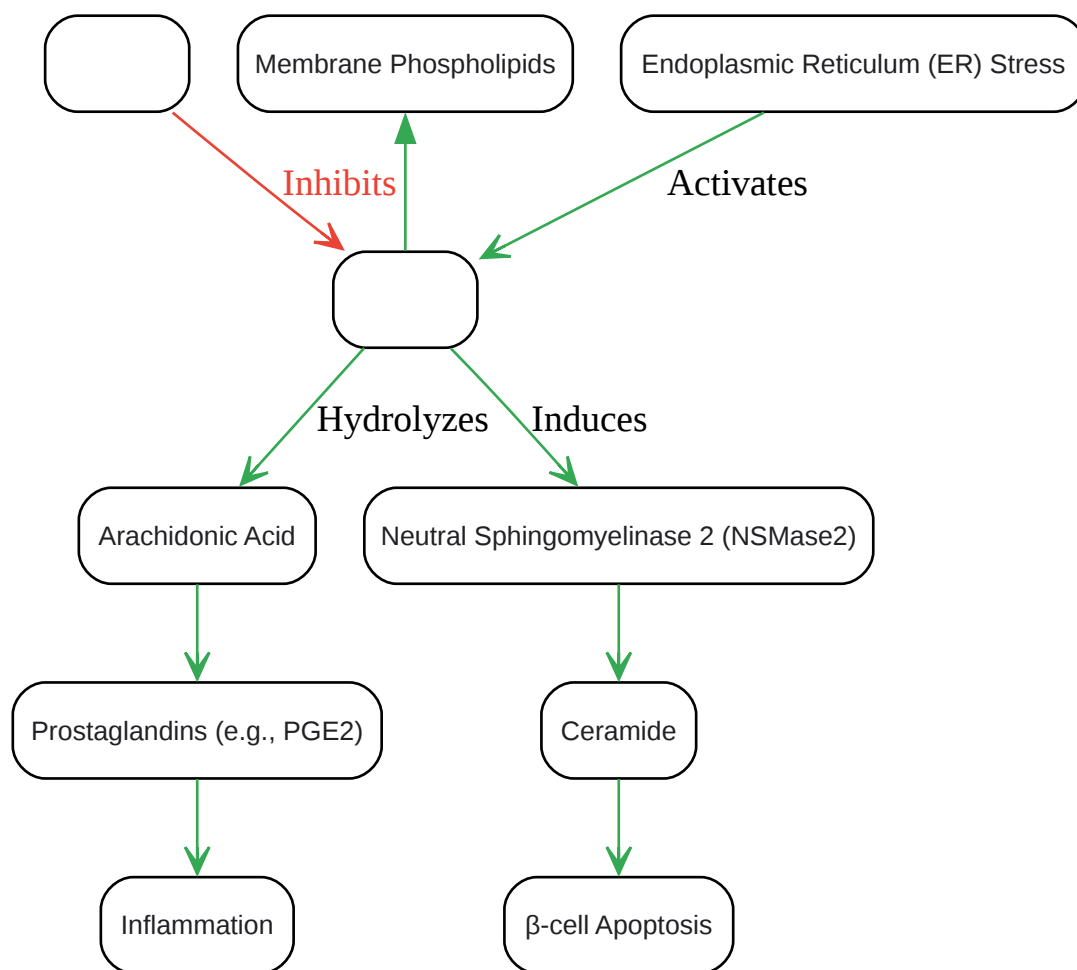 Membrane Phospholipids
Endoplasmic Reticulum (ER) Stress
Inhibits
Activates
Hydrolyzes
Induces
Arachidonic Acid
Neutral Sphingomyelinase 2 (NSMase2)
Prostaglandins (e.g., PGE2)
Ceramide
Inflammation
β-cell Apoptosis